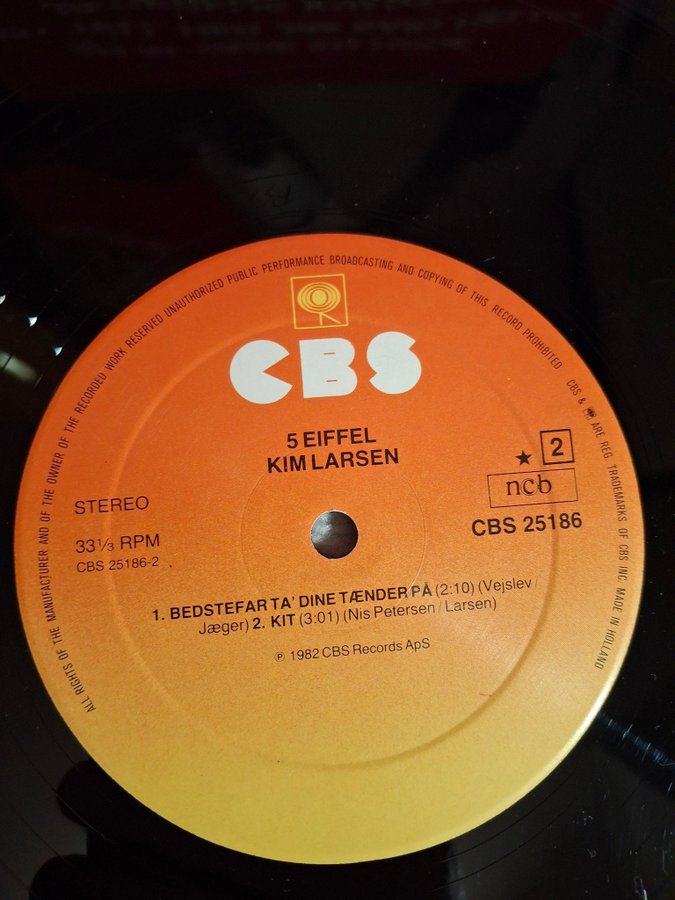 ALL RIGHTS OF THE MANUFACTURER AND OF THE OWNER OF THE RECORDED WORK RESERVED UNAUTHORIZED PUBLIC PERFORMANCE BROADCASTING AND COPYING OF THIS RECORD PROHIBITED
CBS & ARE REG. TRADEMARKS OF CBS INC. MADE IN HOLLAND
CBS
5 EIFFEL
KIM LARSEN
★ 2
ncb
STEREO
CBS 25186
33⅓ RPM
CBS 25186-2
1. BEDSTEFAR TA' DINE TÆNDER PÅ (2:10) (Vejslev/
Jæger) 2. KIT (3:01) (Nis Petersen/Larsen)
℗ 1982 CBS Records ApS